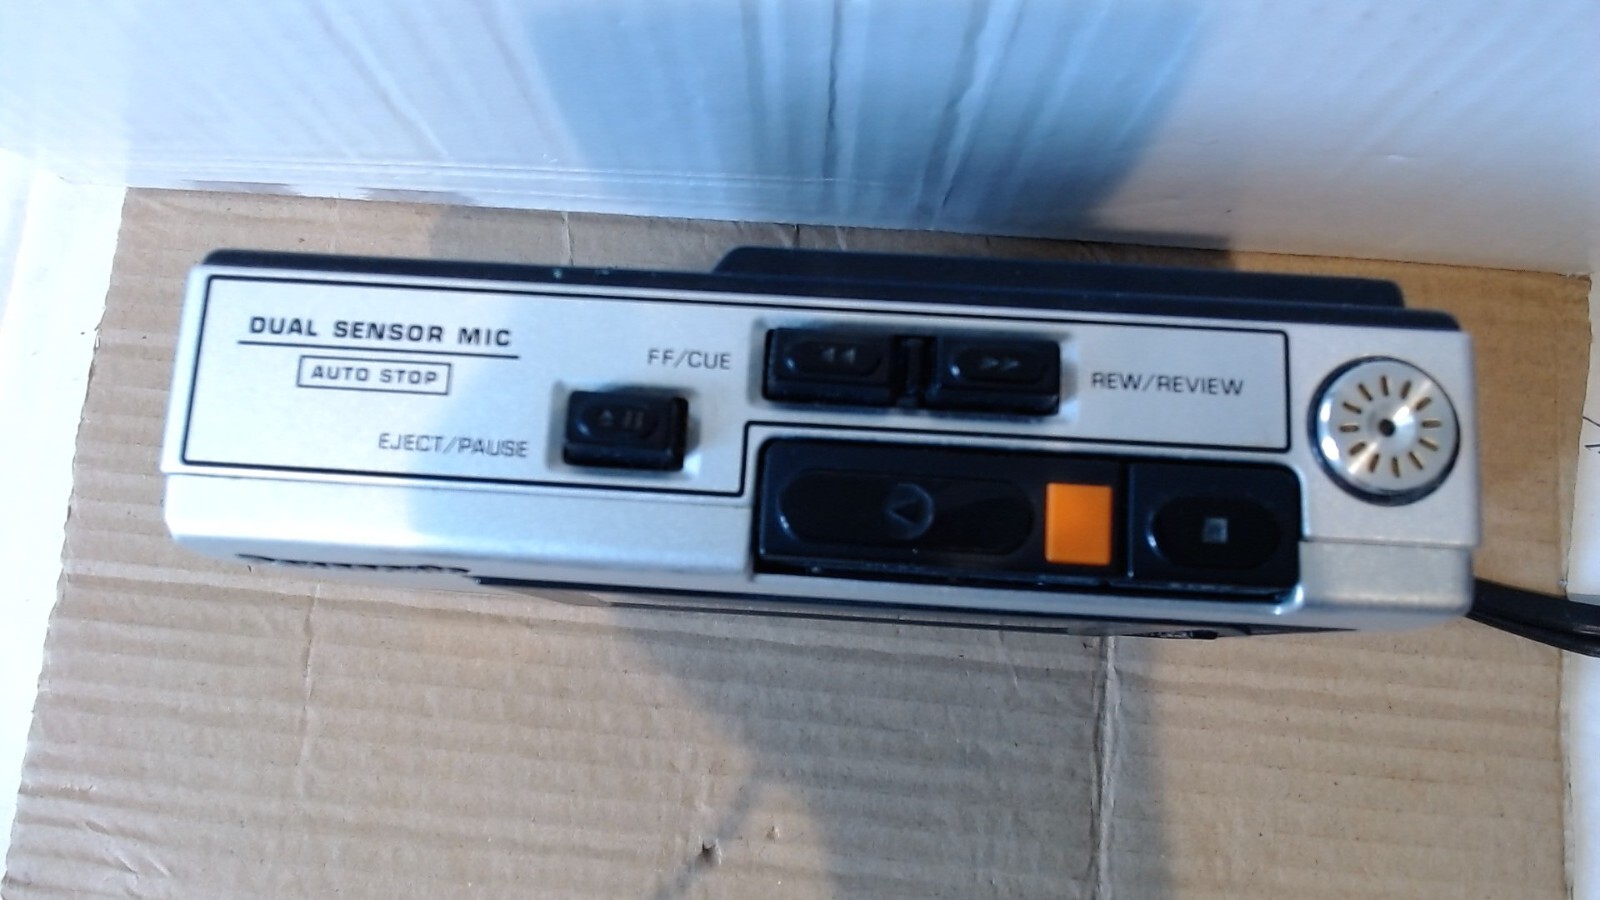 DUAL SENSOR MIC
AUTO STOP
FF/CUE
REW/REVIEW
EJECT/PAUSE